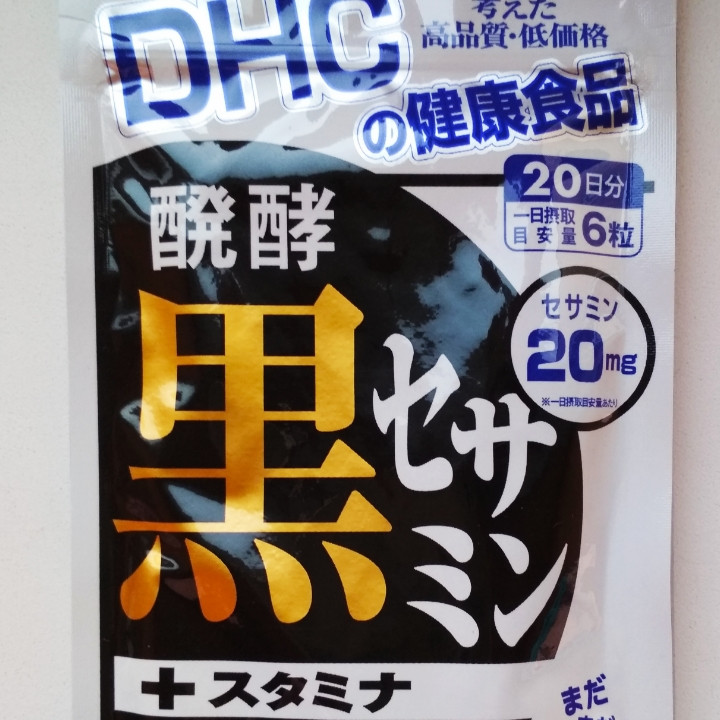 DHC
考えた
高品質・低価格
の健康食品
20日分
一日摂取
目安量 6粒
醗酵
黒セサミン
セサミン
20mg
※一日摂取目安量あたり
+スタミナ
まだ